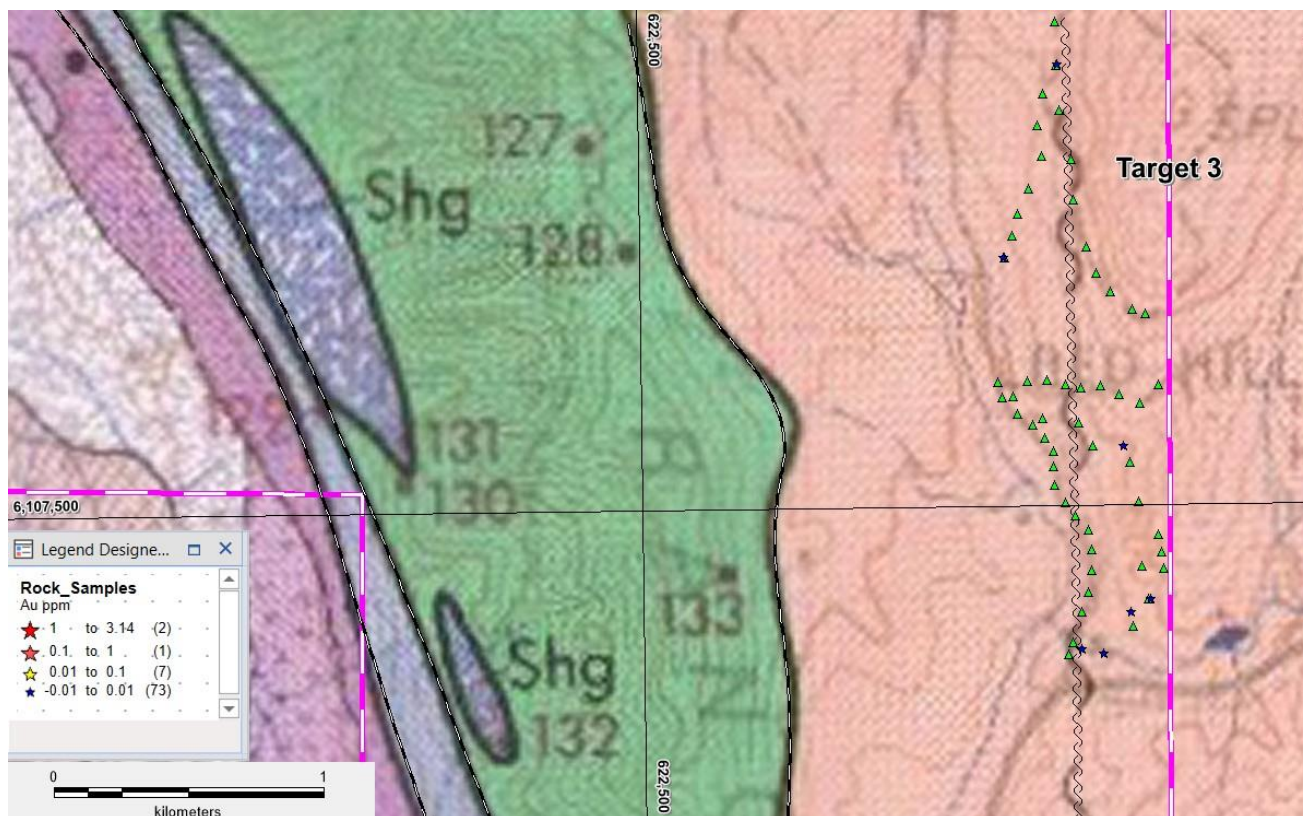 622,500
127
Target 3
Shg
128
131
130
6,107,500
Legend Designe...
Rock_Samples
Au ppm
1 to 3.14 (2)
0.1 to 1 (1)
0.01 to 0.1 (7)
-0.01 to 0.01 (73)
133
Shg
132
622,500
0 1
kilometers